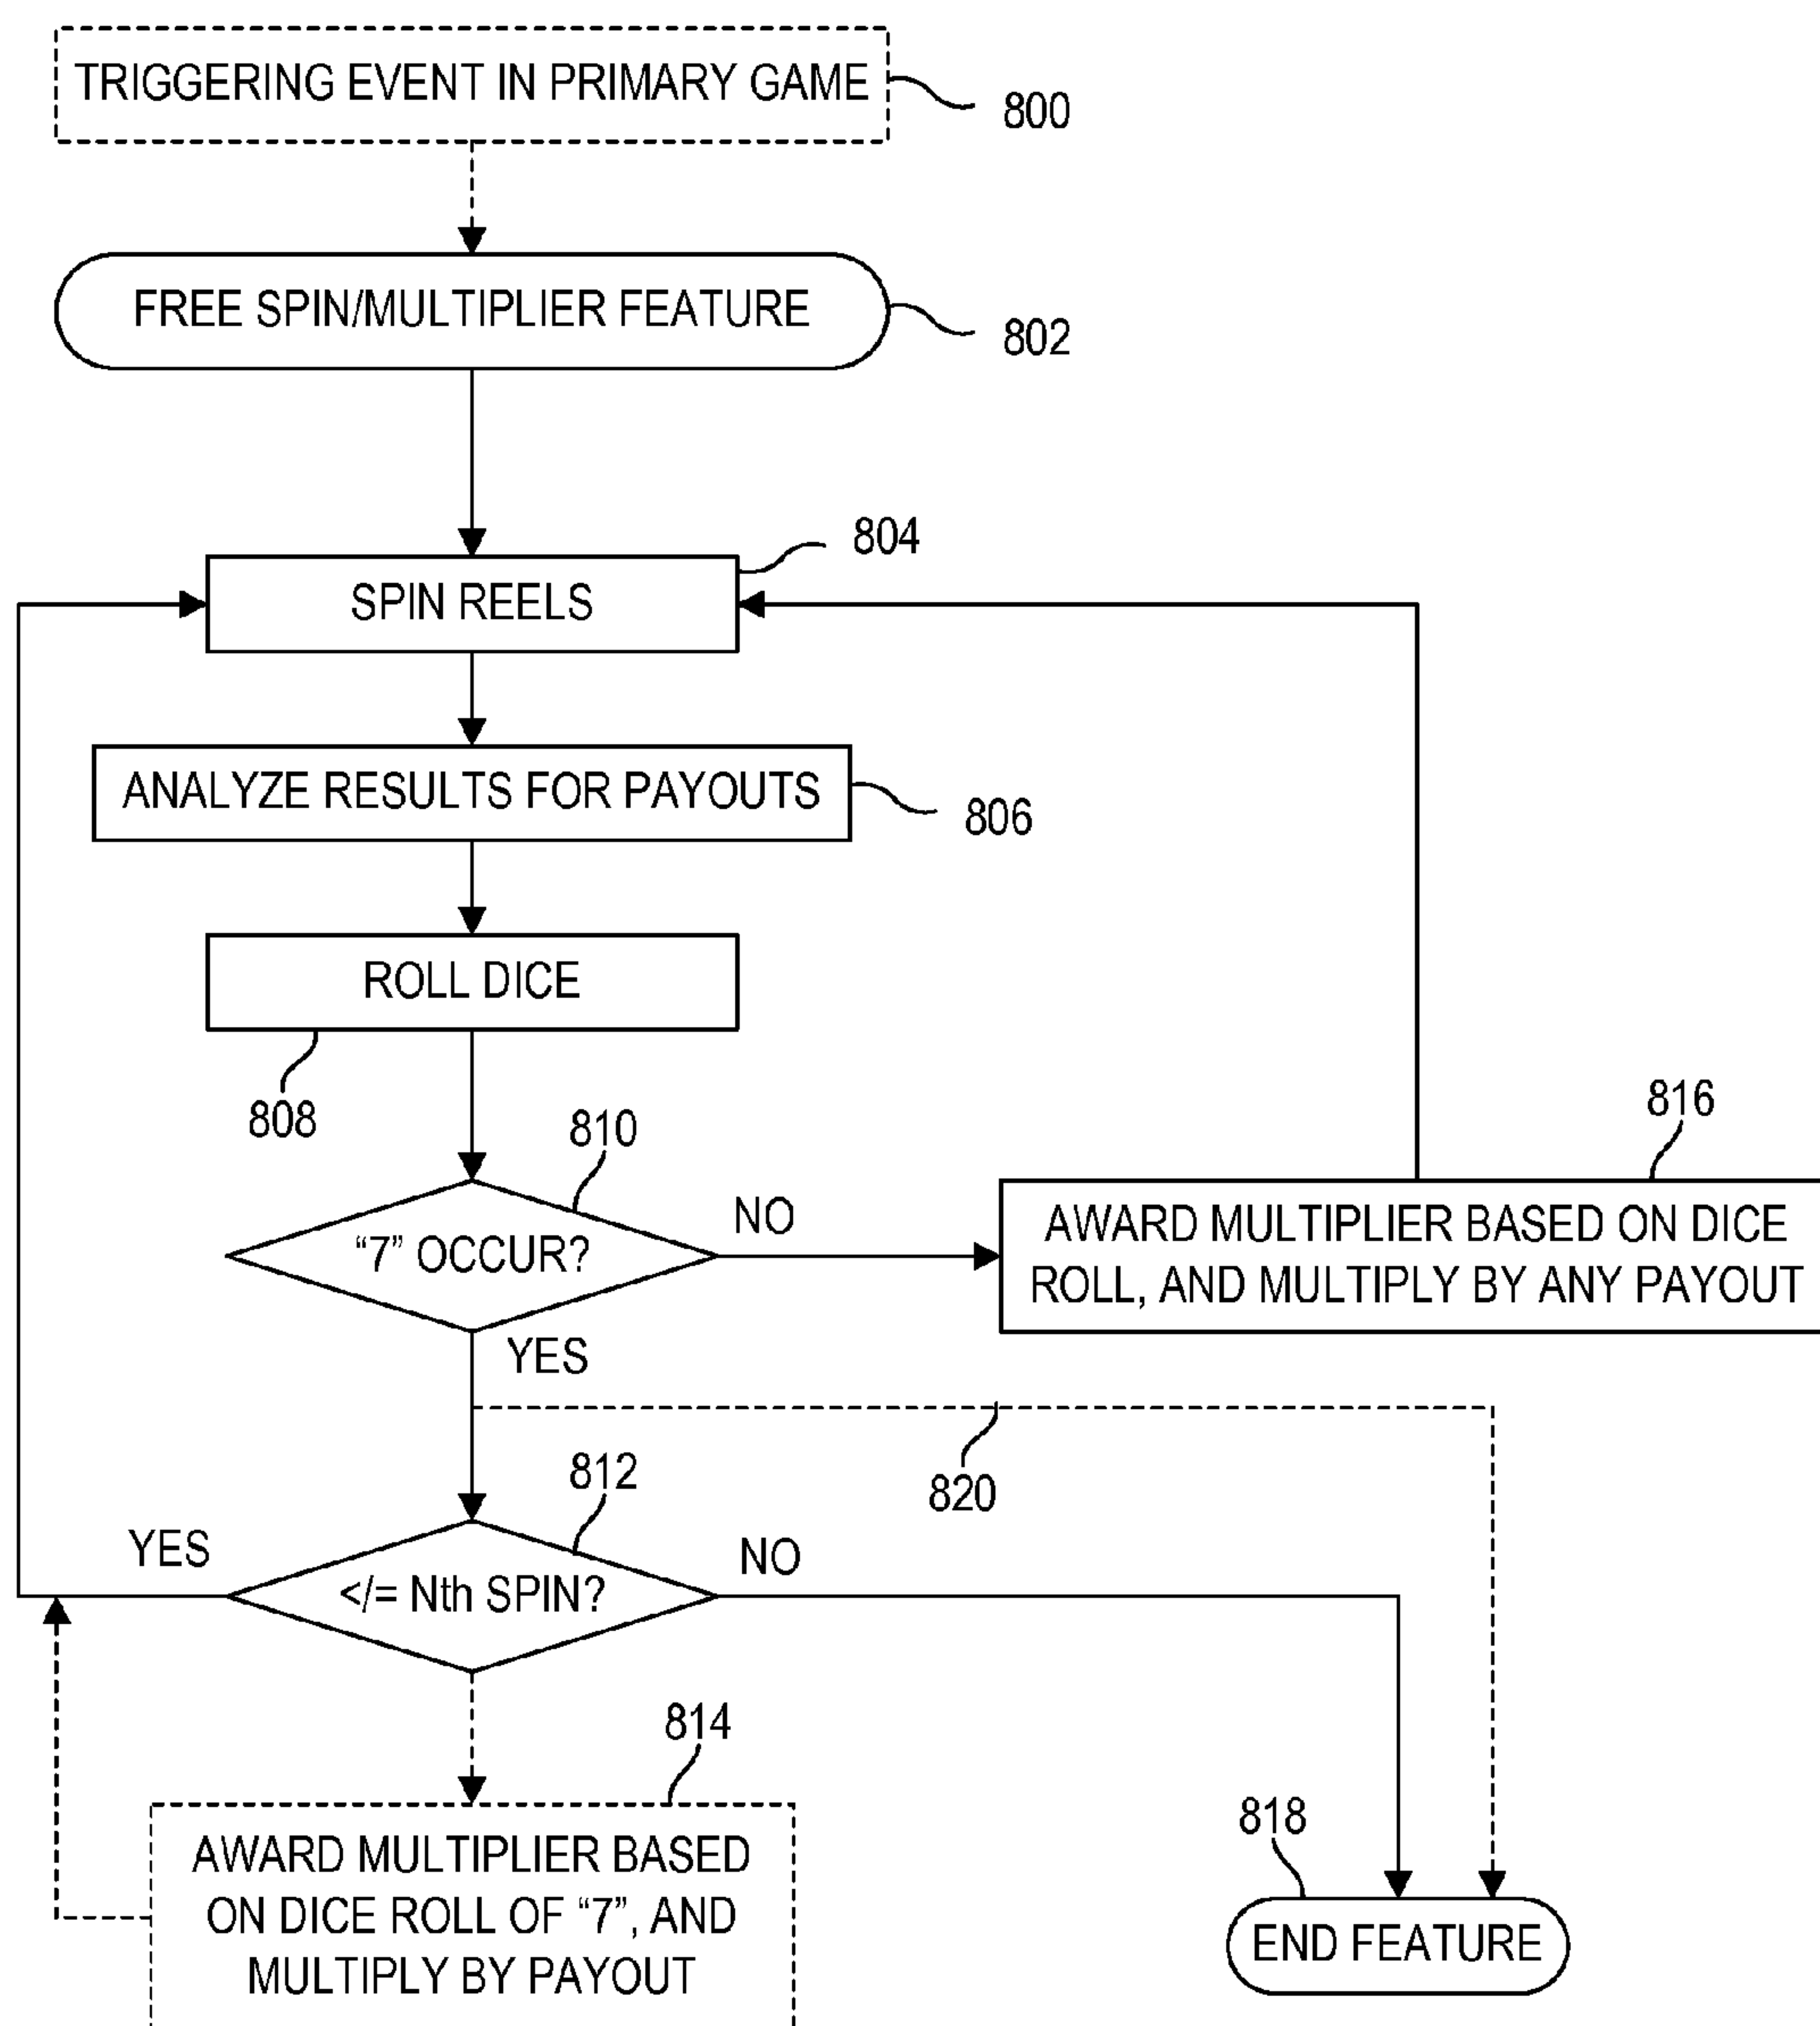 TRIGGERING EVENT IN PRIMARY GAME
800
FREE SPIN/MULTIPLIER FEATURE
802
804
SPIN REELS
ANALYZE RESULTS FOR PAYOUTS
806
ROLL DICE
808
810
“7” OCCUR?
NO
816
AWARD MULTIPLIER BASED ON DICE
ROLL, AND MULTIPLY BY ANY PAYOUT
YES
820
812
YES
</= Nth SPIN?
NO
814
AWARD MULTIPLIER BASED
ON DICE ROLL OF “7”, AND
MULTIPLY BY PAYOUT
818
END FEATURE